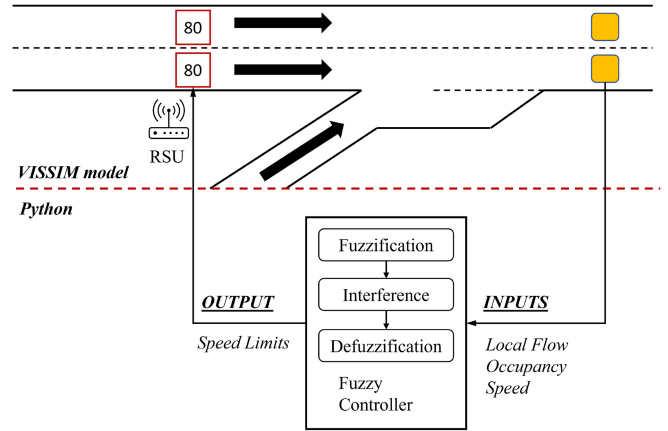 80
80
RSU
VISSIM model
Python
Fuzzification
Interference
Defuzzification
Fuzzy
Controller
OUTPUT
Speed Limits
INPUTS
Local Flow
Occupancy
Speed